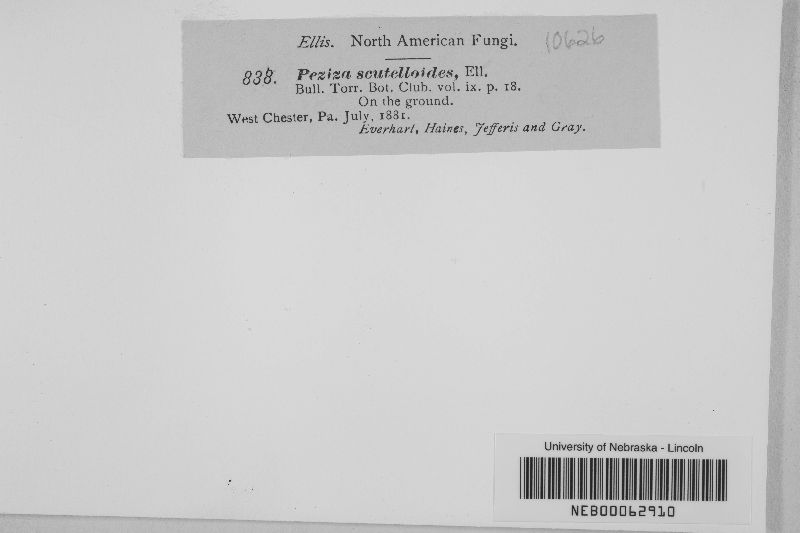 Ellis. North American Fungi. 10626
838. Peziza scutelloides, Ell.
Bull. Torr. Bot. Club. vol. ix. p. 18.
On the ground.
West Chester, Pa. July, 1881.
Everhart, Haines, Jefferis and Gray.
University of Nebraska - Lincoln
NEB00062910